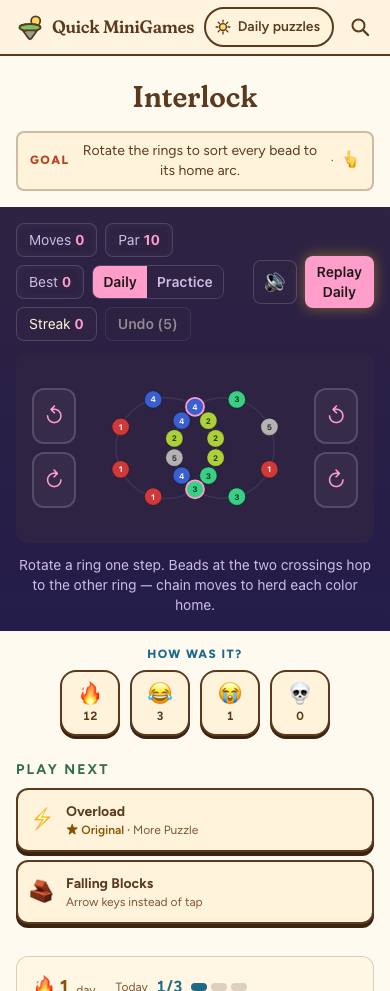 Quick MiniGames
Daily puzzles
Interlock
GOAL
Rotate the rings to sort every bead to
its home arc.
·
Moves 0
Par 10
Best 0
Daily
Practice
Replay
Daily
Streak 0
Undo (5)
4
4
3
1
4
2
5
2
2
5
2
1
4
3
1
3
1
3
Rotate a ring one step. Beads at the two crossings hop
to the other ring — chain moves to herd each color
home.
HOW WAS IT?
12
3
1
0
PLAY NEXT
Overload
★ Original · More Puzzle
Falling Blocks
Arrow keys instead of tap
1 day
Today 1/3